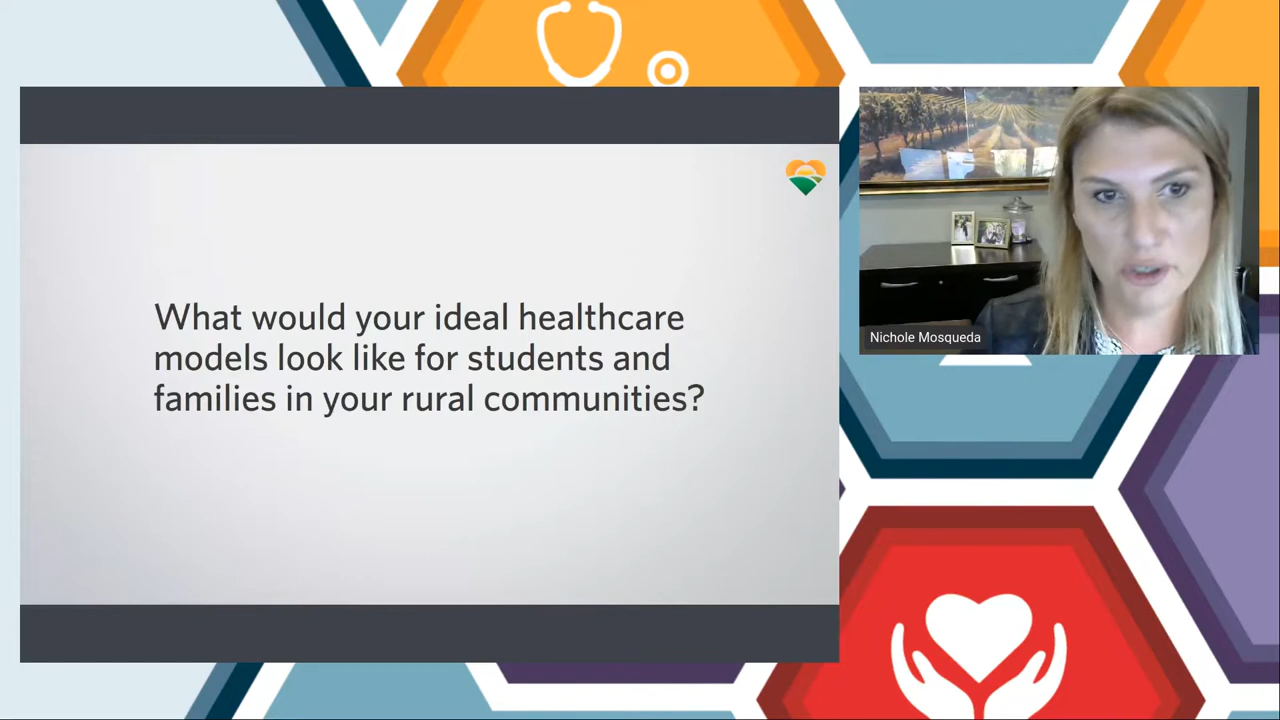 What would your ideal healthcare
models look like for students and
families in your rural communities?
Nichole Mosqueda